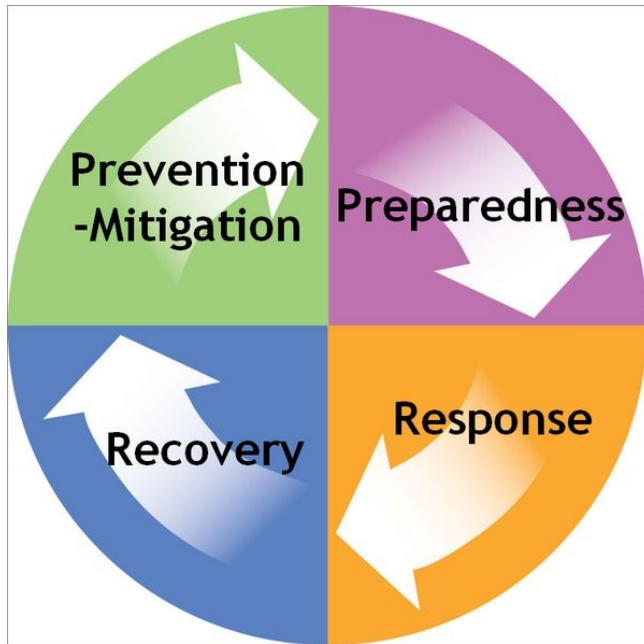 Prevention
-Mitigation
Preparedness
Response
Recovery